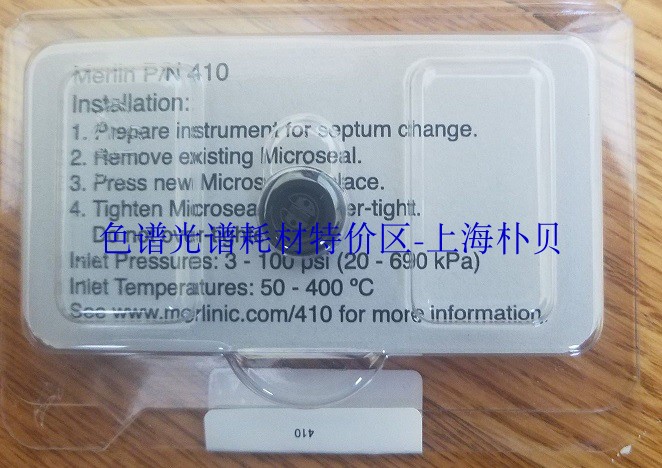 Merlin P/N 410
Installation:
1. Prepare instrument for septum change.
2. Remove existing Microseal.
3. Press new Micros place.
4. Tighten Microsea er-tight.
色谱光谱耗材特价区-上海朴贝
Inlet Pressures: 3 - 100 psi (20 - 690 kPa)
Inlet Temperatures: 50 - 400 ºC
See www.merlinic.com/410 for more information.
410